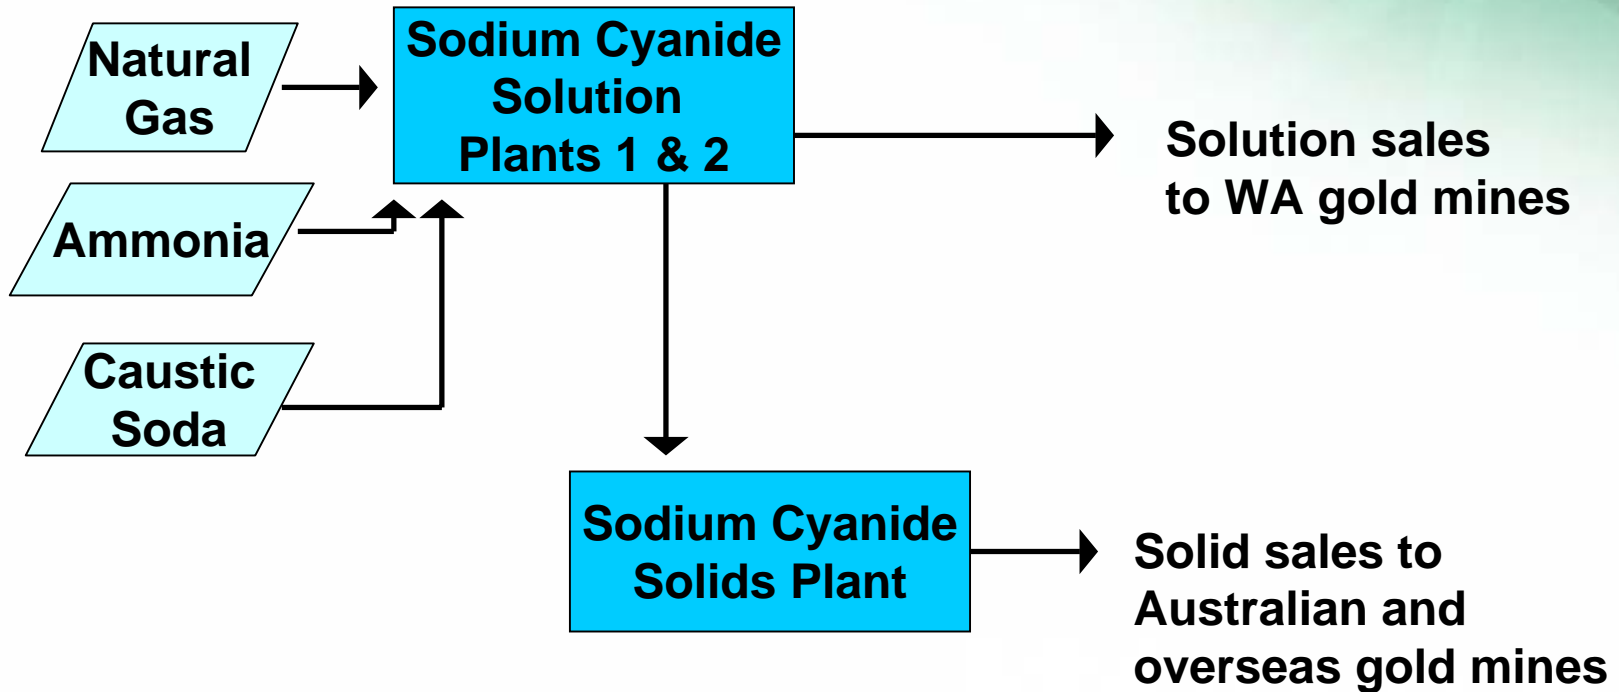 Natural
Gas
Sodium Cyanide
Solution
Plants 1 & 2
Solution sales
to WA gold mines
Ammonia
Caustic
Soda
Sodium Cyanide
Solids Plant
Solid sales to
Australian and
overseas gold mines